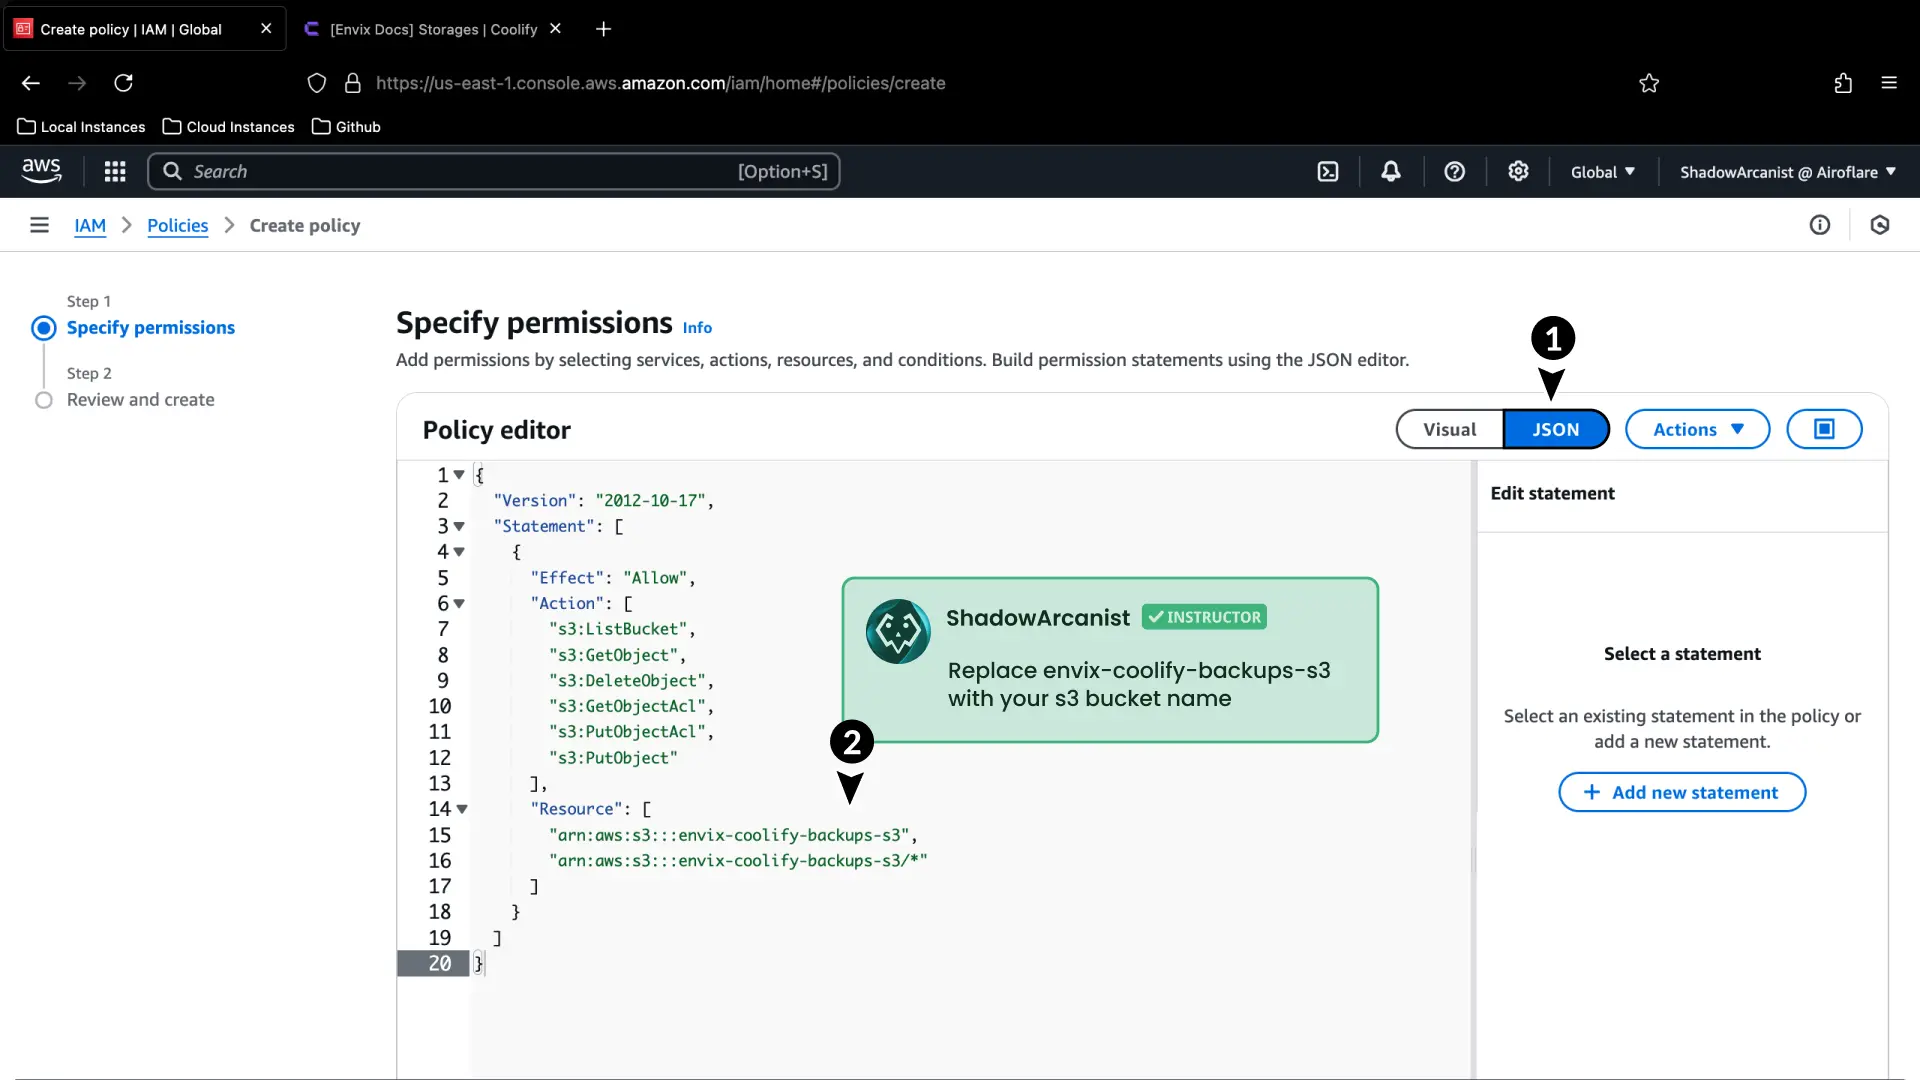 Create policy | IAM | Global
[Envix Docs] Storages | Coolify
https://us-east-1.console.aws.amazon.com/iam/home#/policies/create
Local Instances
Cloud Instances
Github
aws
Search
[Option+S]
Global
ShadowArcanist @ Airoflare
IAM
Policies
Create policy
Step 1
Specify permissions
Step 2
Review and create
Specify permissions Info
Add permissions by selecting services, actions, resources, and conditions. Build permission statements using the JSON editor.
1
Policy editor
Visual
JSON
Actions
1 {
2 "Version": "2012-10-17",
3 "Statement": [
4 {
5 "Effect": "Allow",
6 "Action": [
7 "s3:ListBucket",
8 "s3:GetObject",
9 "s3:DeleteObject",
10 "s3:GetObjectAcl",
11 "s3:PutObjectAcl",
12 "s3:PutObject"
13 ],
14 "Resource": [
15 "arn:aws:s3:::envix-coolify-backups-s3",
16 "arn:aws:s3:::envix-coolify-backups-s3/*"
17 ]
18 }
19 ]
20 }
ShadowArcanist INSTRUCTOR
Replace envix-coolify-backups-s3
with your s3 bucket name
2
Edit statement
Select a statement
Select an existing statement in the policy or
add a new statement.
+ Add new statement